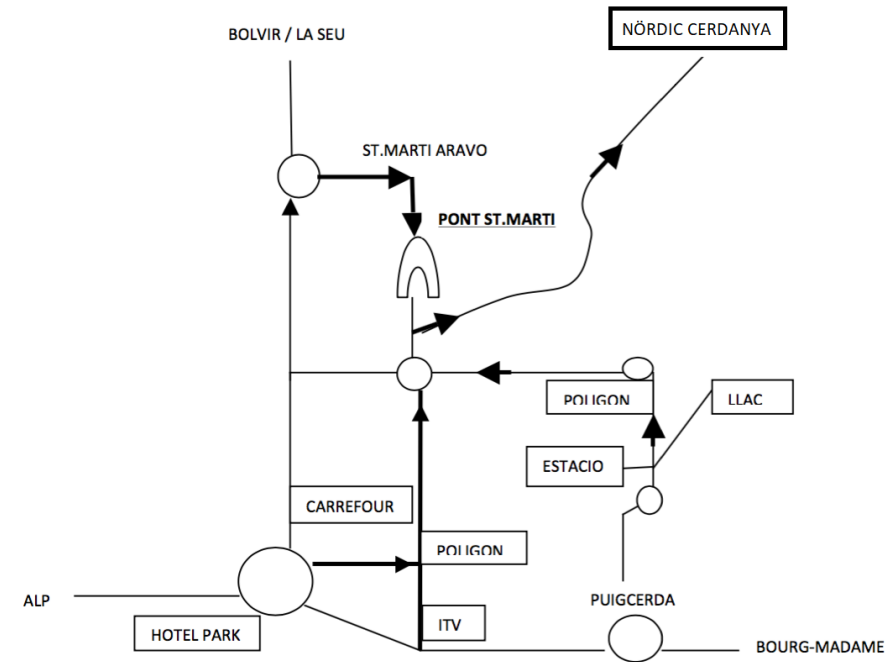 NÖRDIC CERDANYA
BOLVIR / LA SEU
ST.MARTI ARAVO
PONT ST.MARTI
POLIGON
LLAC
ESTACIO
CARREFOUR
POLIGON
ALP
PUIGCERDA
HOTEL PARK
ITV
BOURG-MADAME